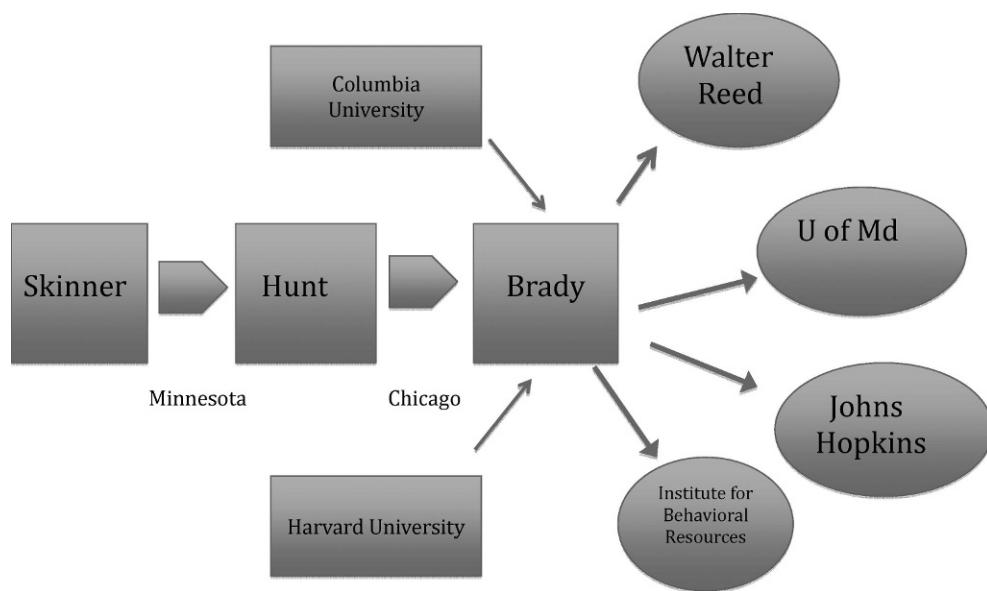 Columbia
University
Walter
Reed
Skinner
Hunt
Brady
U of Md
Minnesota
Chicago
Johns
Hopkins
Harvard University
Institute for
Behavioral
Resources